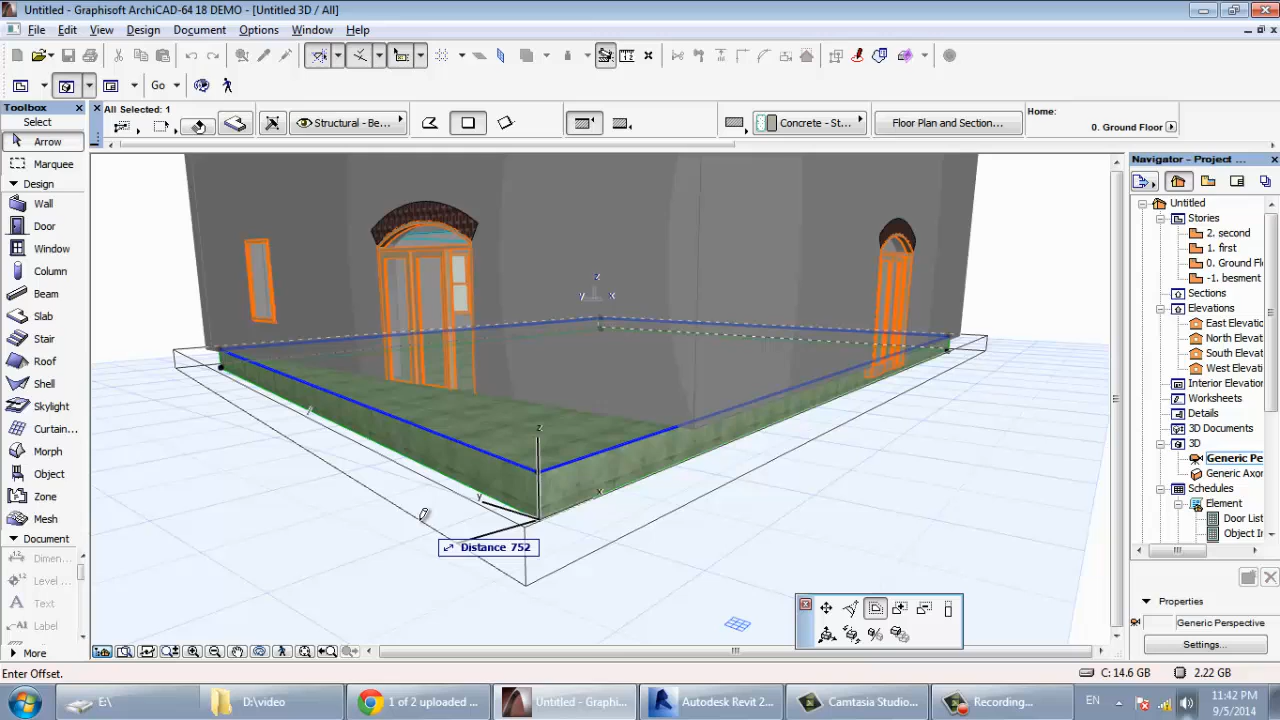 Untitled - Graphisoft ArchiCAD-64 18 DEMO - [Untitled 3D / All]
File Edit View Design Document Options Window Help
Go
Toolbox
Select
Arrow
Marquee
Design
Wall
Door
Window
Column
Beam
Slab
Stair
Roof
Shell
Skylight
Curtain...
Morph
Object
Zone
Mesh
Document
Dimen...
Level ...
Text
Label
More
All Selected: 1
Structural - Be...
Concrete - St...
Floor Plan and Section...
Home:
0. Ground Floor
z
y x
z
y
x
Distance 752
Navigator - Project ...
Untitled
Stories
2. second
1. first
0. Ground Fl
-1. besment
Sections
Elevations
East Elevatio
North Elevat
South Elevat
West Elevati
Interior Elevation
Worksheets
Details
3D Documents
3D
Generic Pe
Generic Axon
Schedules
Element
Door List
Object In
Properties
Generic Perspective
Settings...
Enter Offset.
C: 14.6 GB
2.22 GB
E:\
D:\video
1 of 2 uploaded ...
Untitled - Graphi...
Autodesk Revit 2...
Camtasia Studio...
Recording...
EN
11:42 PM
9/5/2014